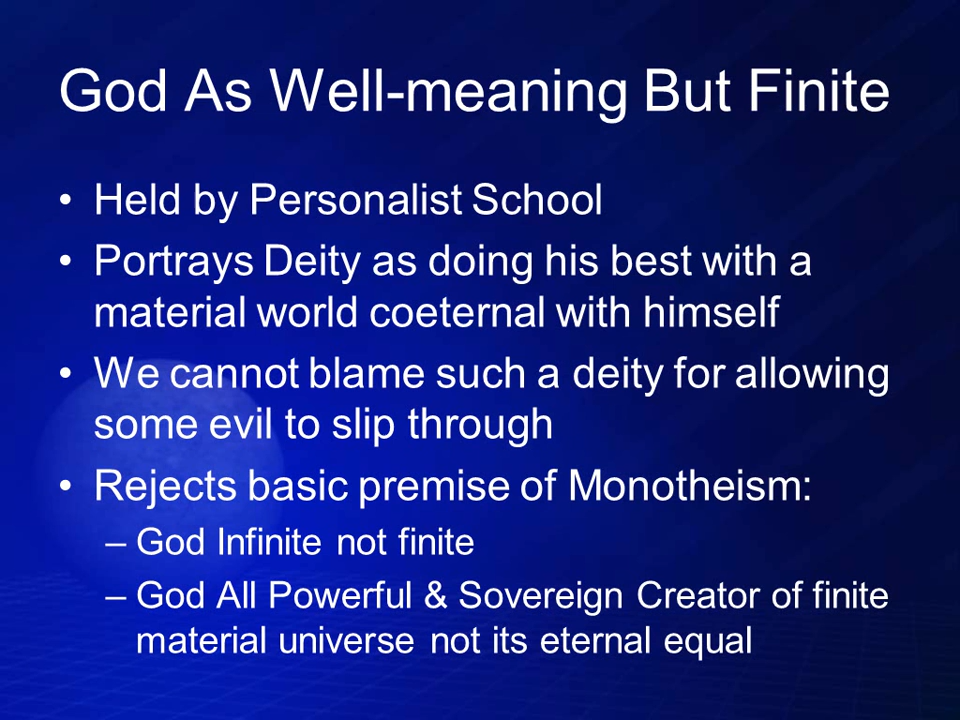 God As Well-meaning But Finite
• Held by Personalist School
• Portrays Deity as doing his best with a
material world coeternal with himself
• We cannot blame such a deity for allowing
some evil to slip through
• Rejects basic premise of Monotheism:
– God Infinite not finite
– God All Powerful & Sovereign Creator of finite
material universe not its eternal equal